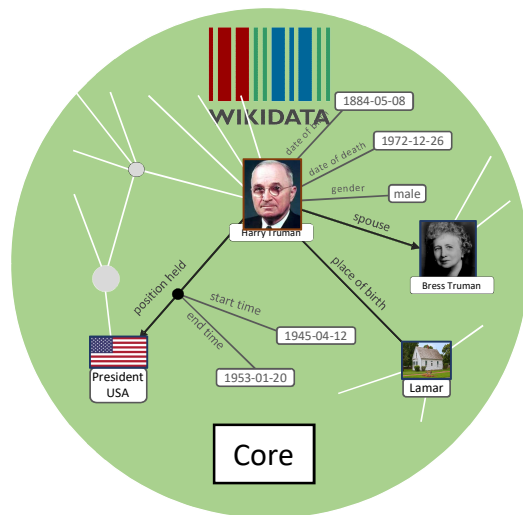 WIKIDATA
1884-05-08
date of birth
1972-12-26
date of death
gender
male
Harry Truman
spouse
Bress Truman
place of birth
position held
start time
end time
1945-04-12
1953-01-20
President
USA
Lamar
Core